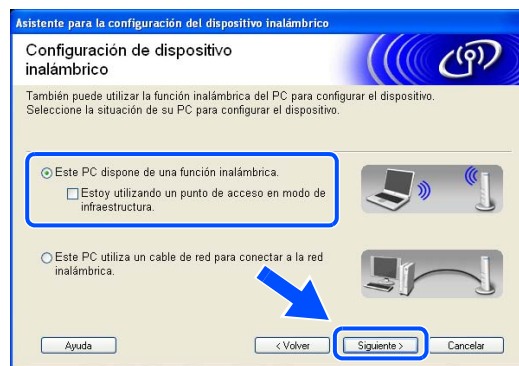 Asistente para la configuración del dispositivo inalámbrico
Configuración de dispositivo
inalámbrico
También puede utilizar la función inalámbrica del PC para configurar el dispositivo.
Seleccione la situación de su PC para configurar el dispositivo.
Este PC dispone de una función inalámbrica.
Estoy utilizando un punto de acceso en modo de
infraestructura.
Este PC utiliza un cable de red para conectar a la red
inalámbrica.
Ayuda
< Volver
Siguiente >
Cancelar